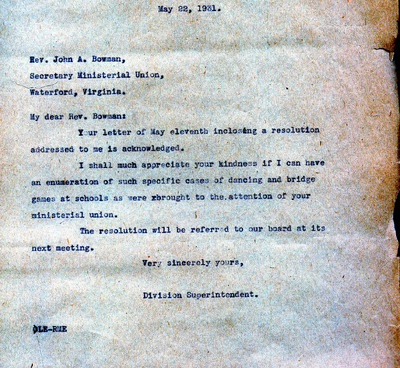 May 22, 1931.
Rev. John A. Bowman,
Secretary Ministerial Union,
Waterford, Virginia.
My dear Rev. Bowman:
Your letter of May eleventh inclosing a resolution
addressed to me is acknowledged.
I shall much appreciate your kindness if I can have
an enumeration of such specific cases of dancing and bridge
games at schools as were xbrought to the attention of your
ministerial union.
The resolution will be referred to our board at its
next meeting.
Very sincerely yours,
Division Superintendent.
OLE-RME